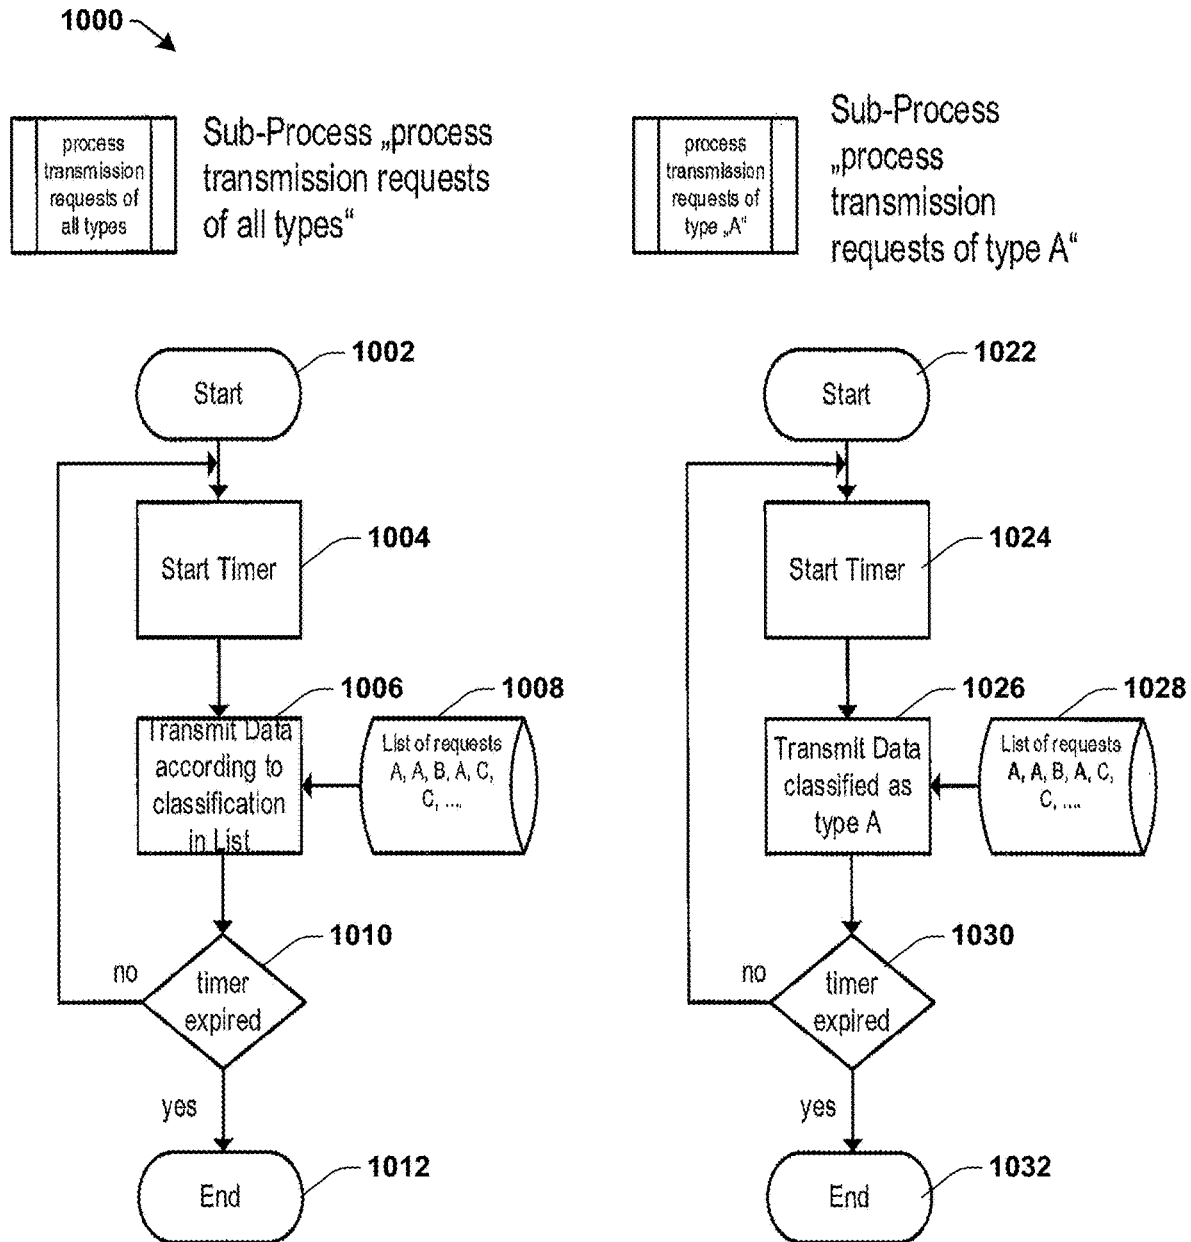 1000
process
transmission
requests of
all types
Sub-Process „process
transmission requests
of all types“
process
transmission
requests of
type „A“
Sub-Process
„process
transmission
requests of type A“
1002
Start
1004
Start Timer
1006
Transmit Data
according to
classification
in List
1008
List of requests
A, A, B, A, C,
C, ....
1010
timer
expired
no
yes
1012
End
1022
Start
1024
Start Timer
1026
Transmit Data
classified as
type A
1028
List of requests
A, A, B, A, C,
C, ....
1030
timer
expired
no
yes
1032
End